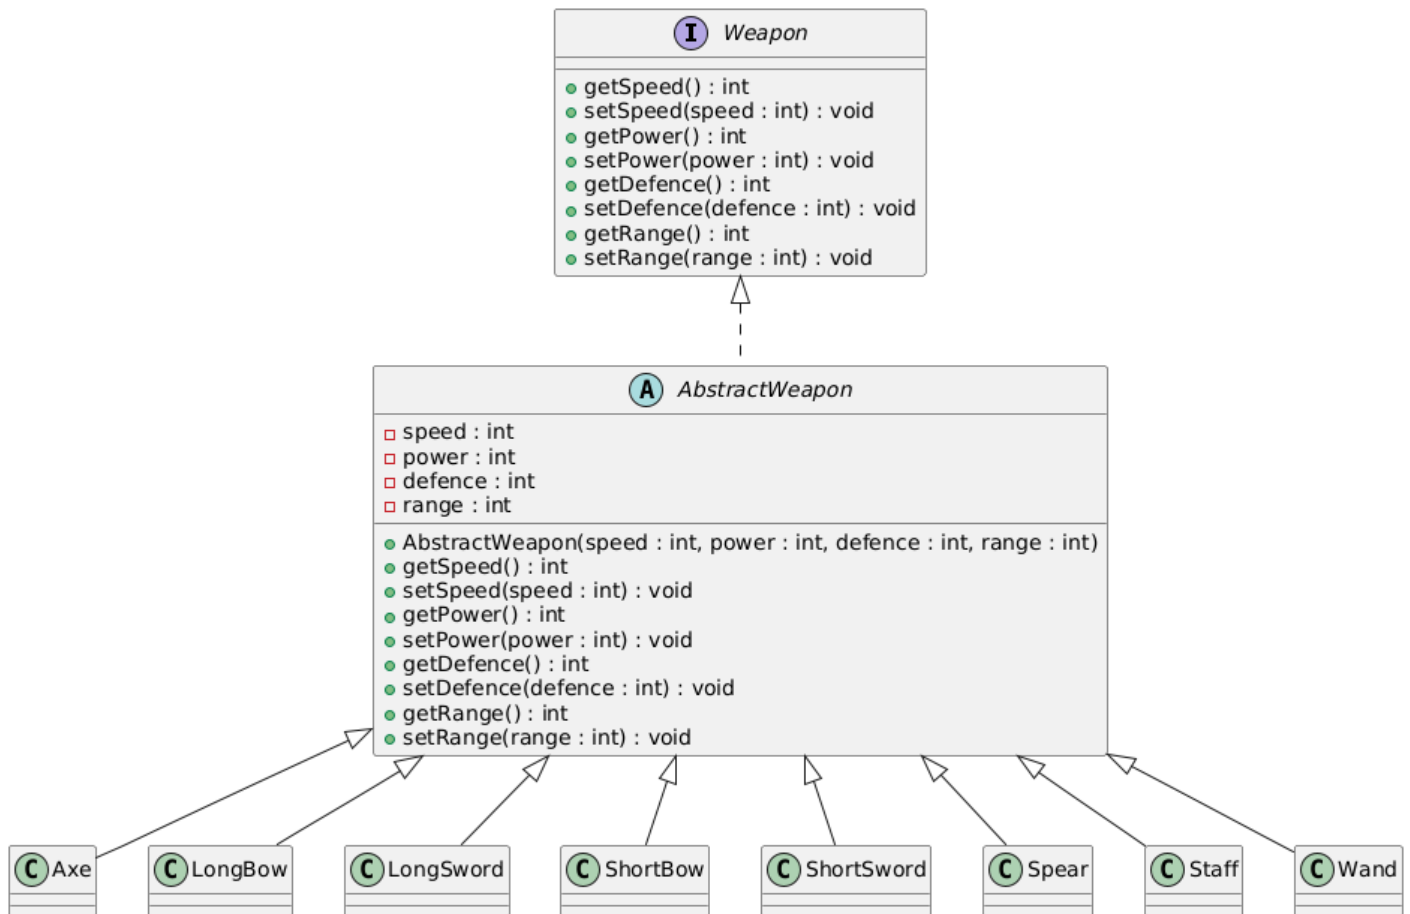 I Weapon
getSpeed() : int
setSpeed(speed : int) : void
getPower() : int
setPower(power : int) : void
getDefence() : int
setDefence(defence : int) : void
getRange() : int
setRange(range : int) : void
A AbstractWeapon
speed : int
power : int
defence : int
range : int
AbstractWeapon(speed : int, power : int, defence : int, range : int)
getSpeed() : int
setSpeed(speed : int) : void
getPower() : int
setPower(power : int) : void
getDefence() : int
setDefence(defence : int) : void
getRange() : int
setRange(range : int) : void
C Axe C LongBow C LongSword C ShortBow C ShortSword C Spear C Staff C Wand